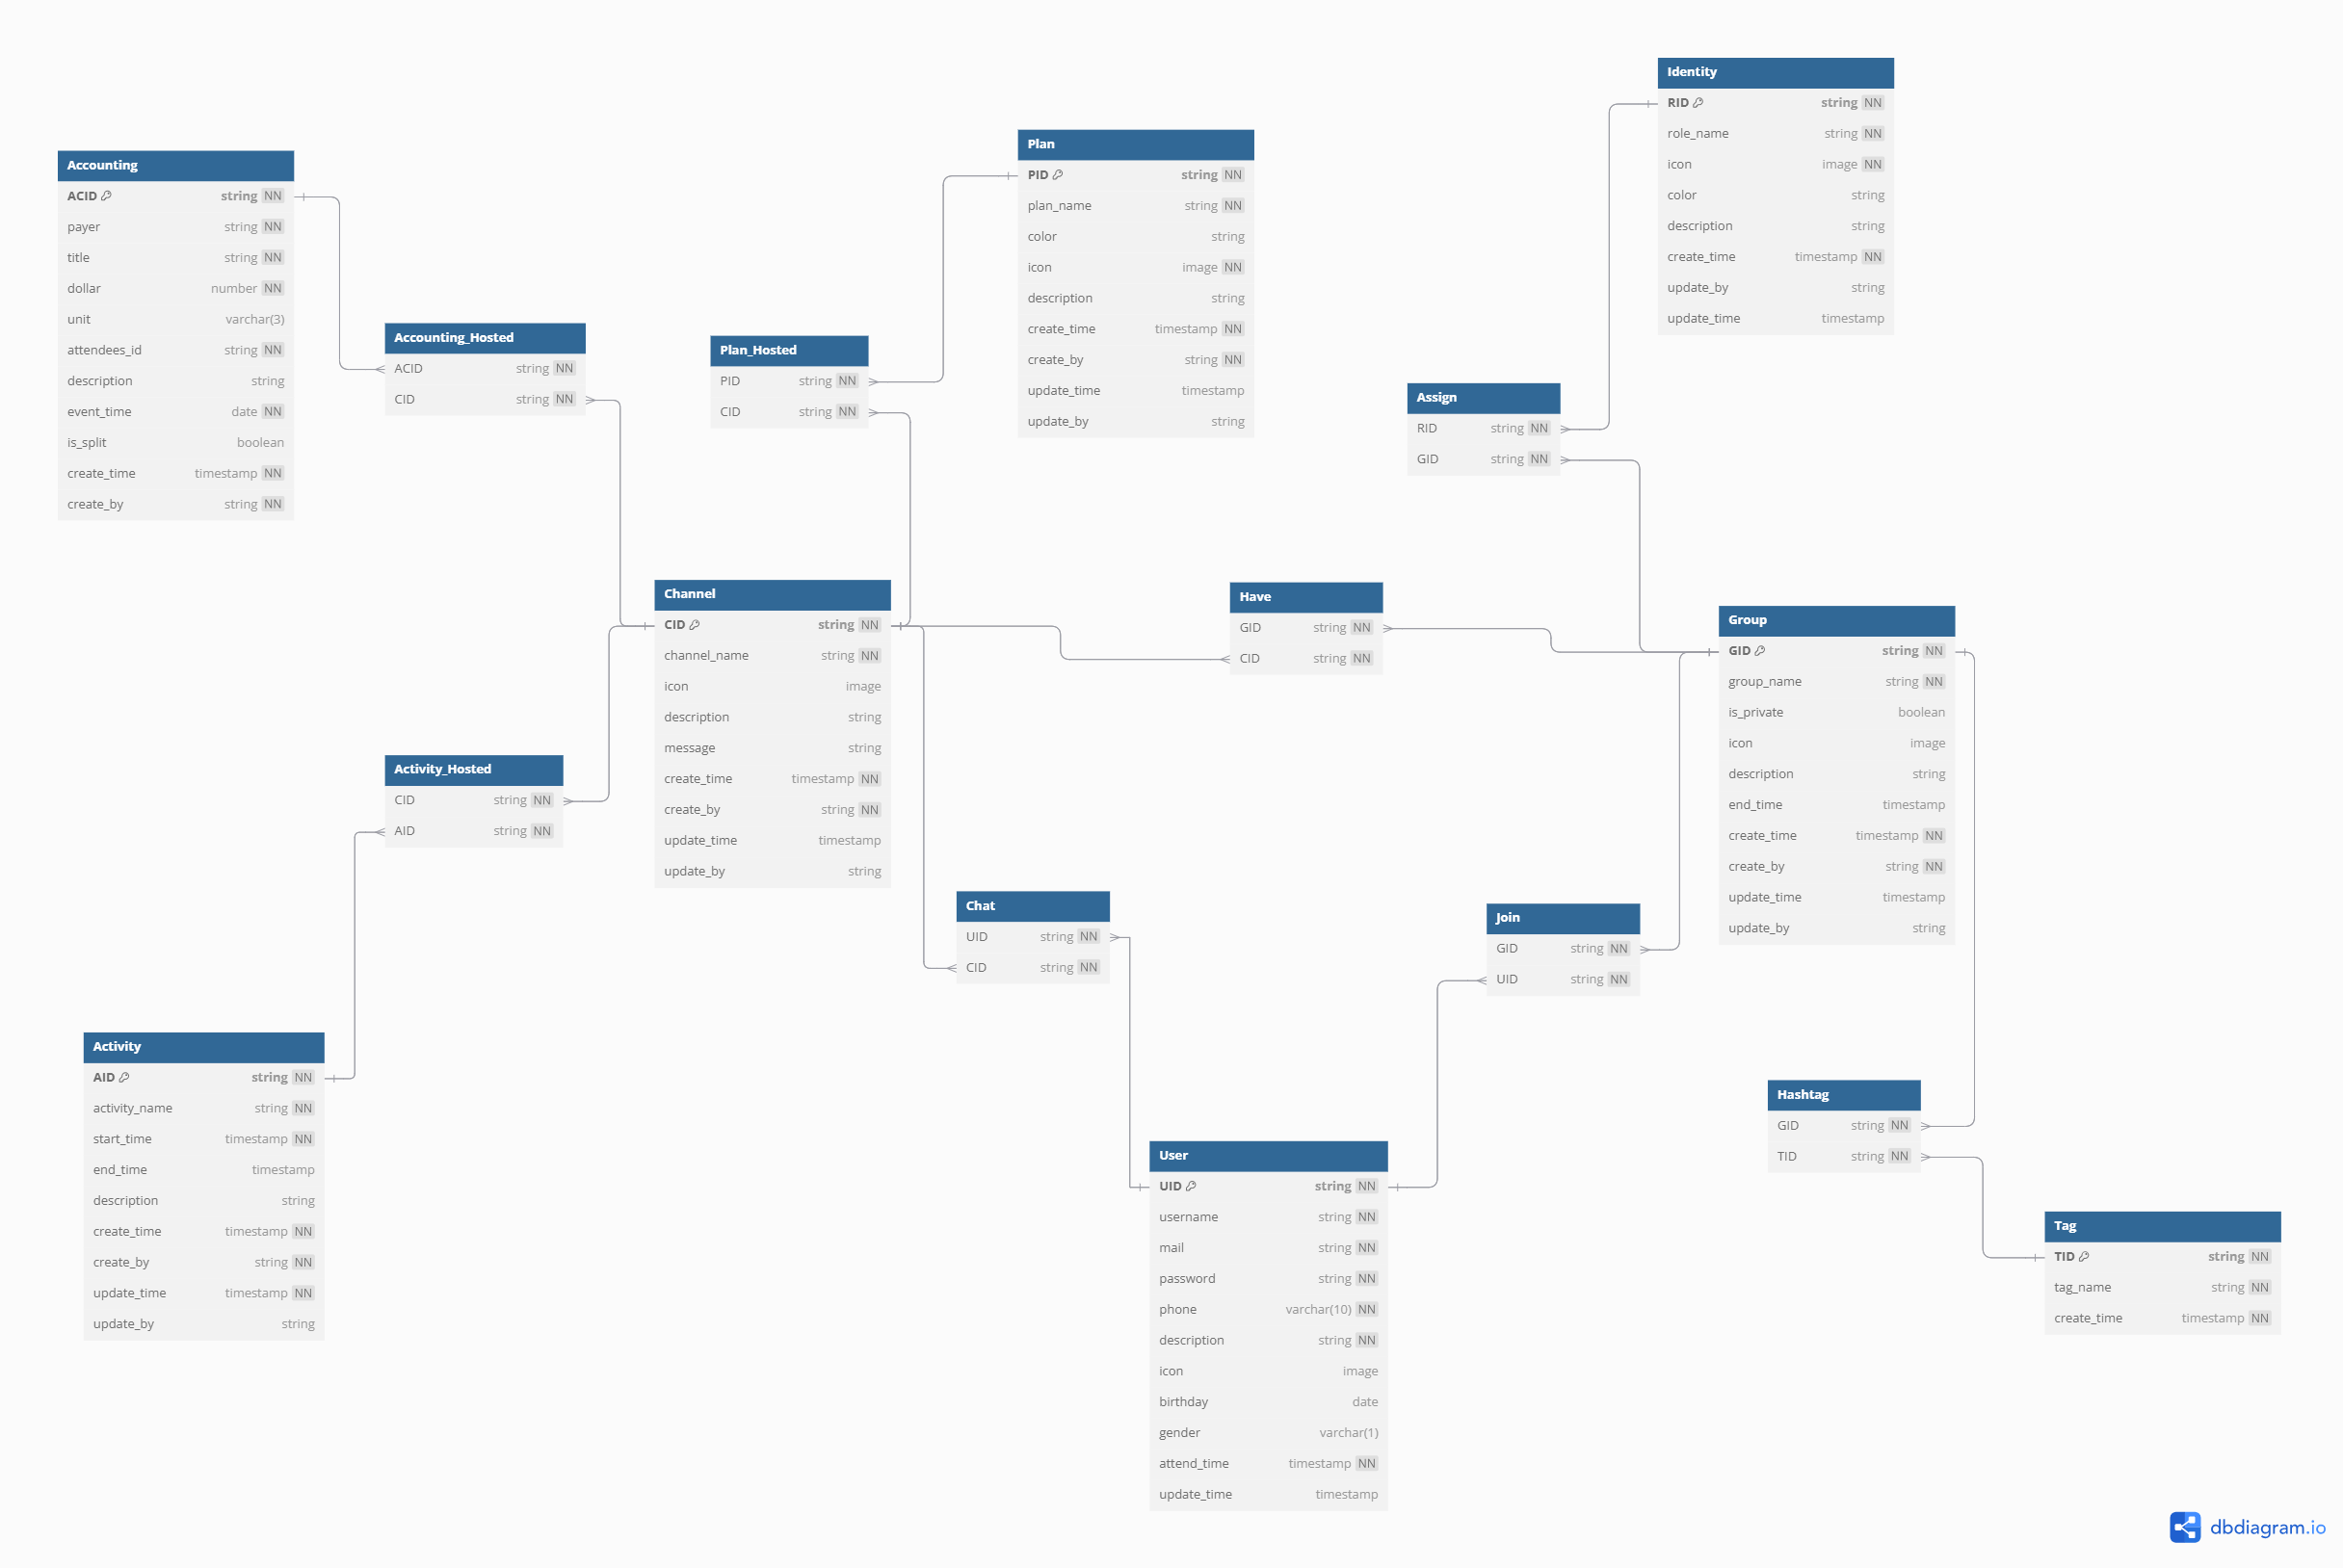 Identity
RID string NN
role_name string NN
icon image NN
color string
description string
create_time timestamp NN
update_by string
update_time timestamp
Plan
PID string NN
plan_name string NN
color string
icon image NN
description string
create_time timestamp NN
create_by string NN
update_time timestamp
update_by string
Accounting
ACID string NN
payer string NN
title string NN
dollar number NN
unit varchar(3)
attendees_id string NN
description string
event_time date NN
is_split boolean
create_time timestamp NN
create_by string NN
Accounting_Hosted
ACID string NN
CID string NN
Plan_Hosted
PID string NN
CID string NN
Assign
RID string NN
GID string NN
Channel
CID string NN
channel_name string NN
icon image
description string
message string
create_time timestamp NN
create_by string NN
update_time timestamp
update_by string
Have
GID string NN
CID string NN
Group
GID string NN
group_name string NN
is_private boolean
icon image
description string
end_time timestamp
create_time timestamp NN
create_by string NN
update_time timestamp
update_by string
Activity_Hosted
CID string NN
AID string NN
Chat
UID string NN
CID string NN
Join
GID string NN
UID string NN
Activity
AID string NN
activity_name string NN
start_time timestamp NN
end_time timestamp
description string
create_time timestamp NN
create_by string NN
update_time timestamp NN
update_by string
Hashtag
GID string NN
TID string NN
User
UID string NN
username string NN
mail string NN
password string NN
phone varchar(10) NN
description string NN
icon image
birthday date
gender varchar(1)
attend_time timestamp NN
update_time timestamp
Tag
TID string NN
tag_name string NN
create_time timestamp NN
dbdiagram.io